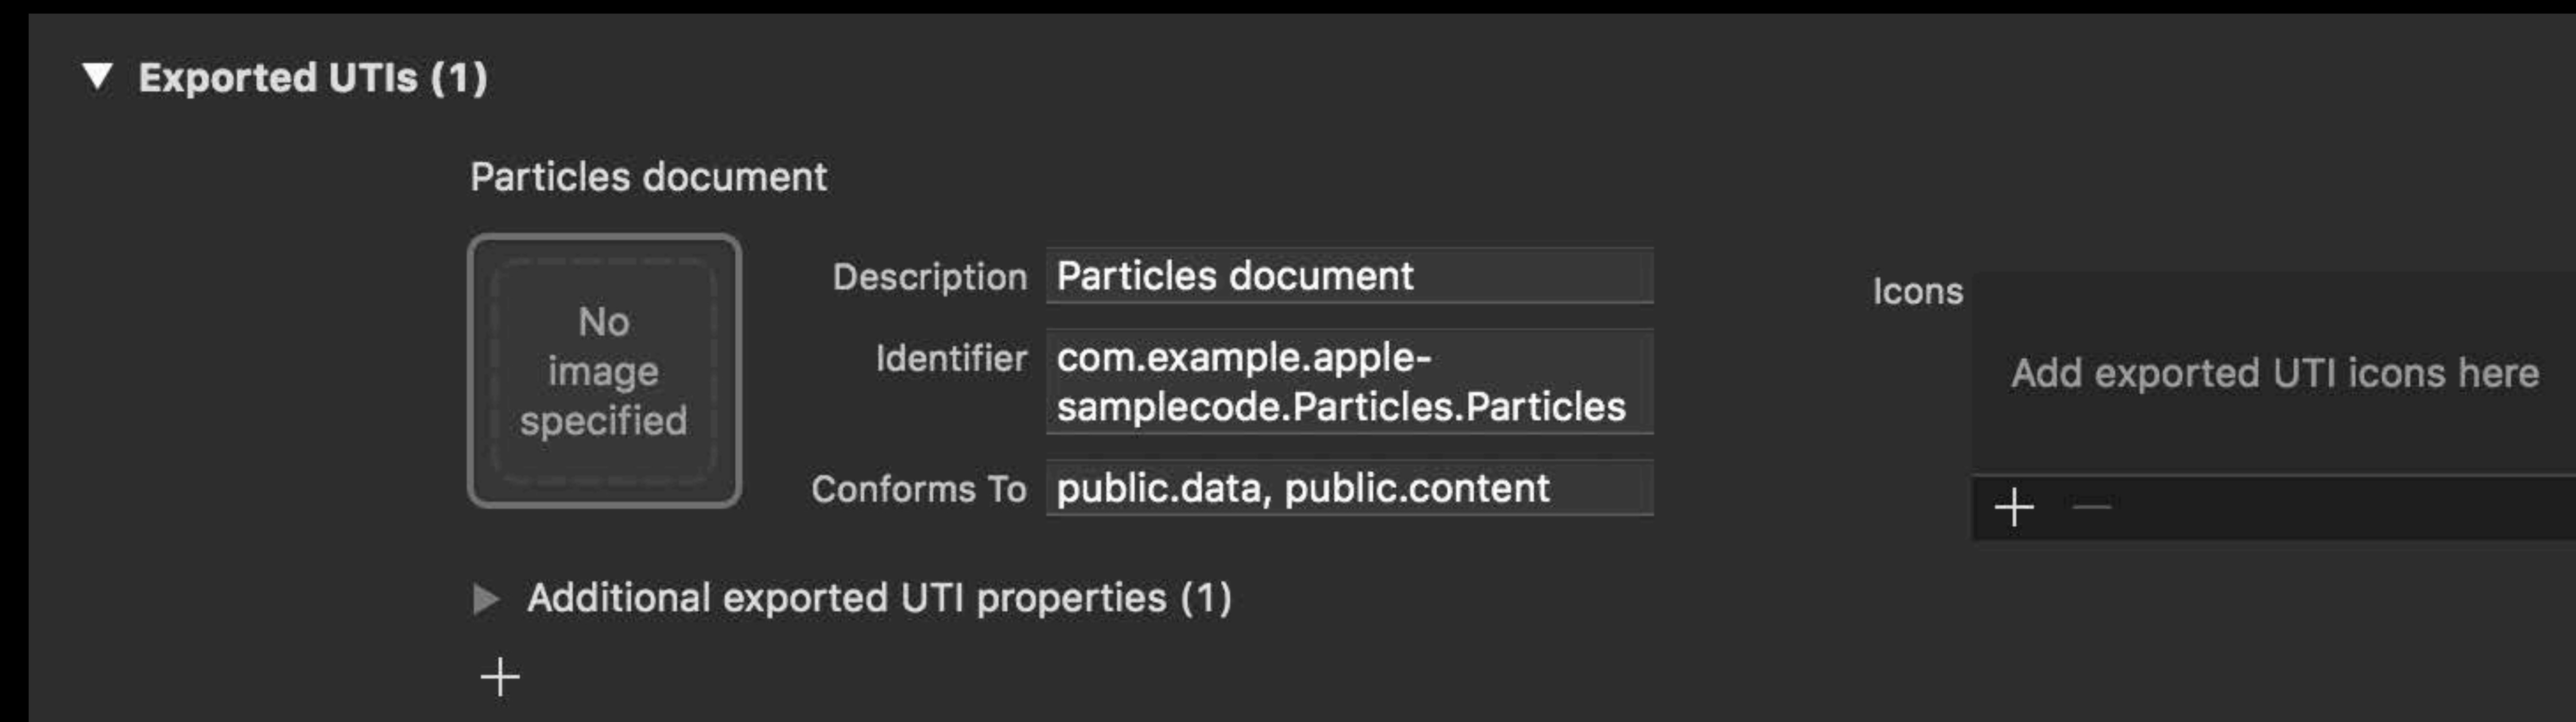 Exported UTIs (1)
Particles document
No
image
specified
Description Particles document
Identifier com.example.apple-
samplecode.Particles.Particles
Conforms To public.data, public.content
Icons
Add exported UTI icons here
Additional exported UTI properties (1)